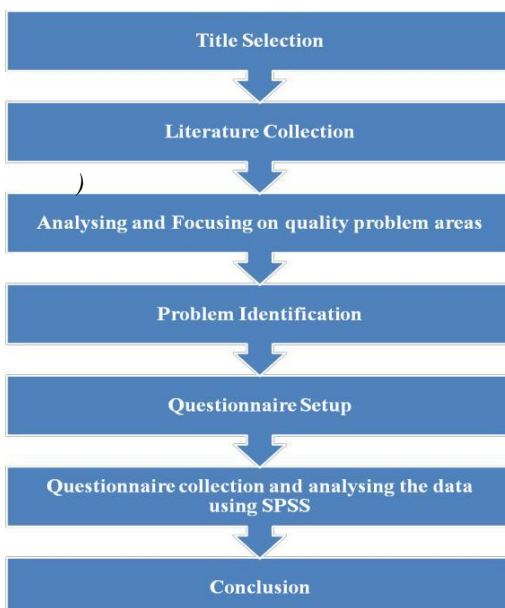 Title Selection
Literature Collection
)
Analysing and Focusing on quality problem areas
Problem Identification
Questionnaire Setup
Questionnaire collection and analysing the data
using SPSS
Conclusion